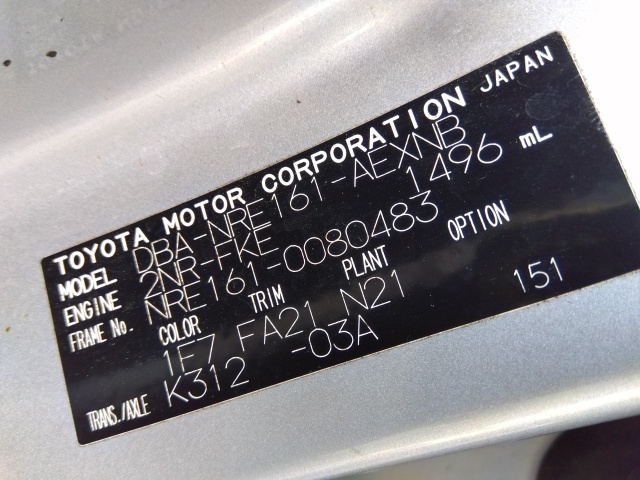 TOYOTA MOTOR CORPORATION JAPAN
MODEL DBA-NRE161-AEXNB
ENGINE 2NR-FKE 1496 mL
FRAME No. NRE161-0080483
COLOR TRIM PLANT OPTION
1F7 FA21 N21 151
TRANS./AXLE K312 -03A